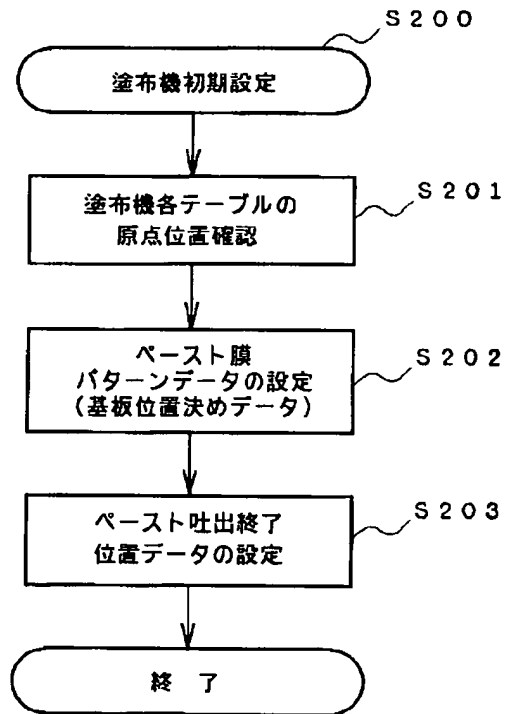 S200
塗布機初期設定
S201
塗布機各テーブルの
原点位置確認
S202
ペースト膜
パターンデータの設定
(基板位置決めデータ)
S203
ペースト吐出終了
位置データの設定
終 了